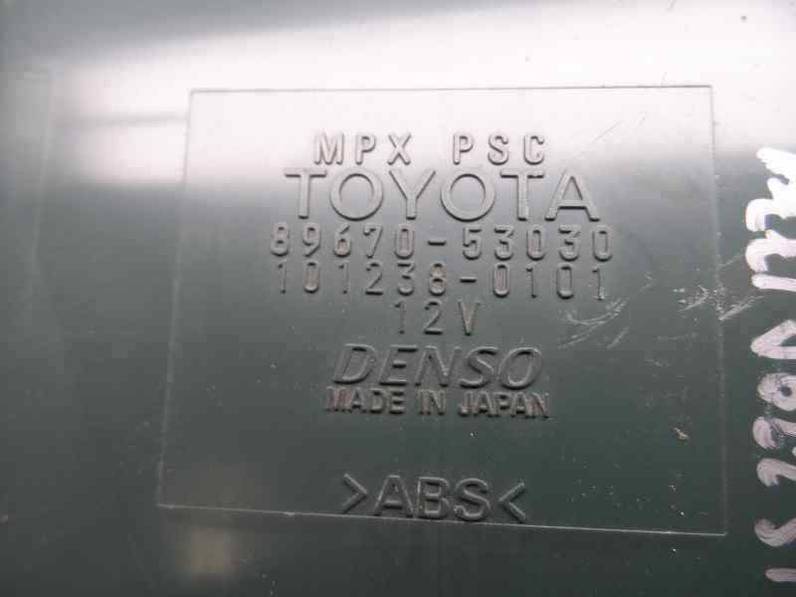 MPX PSC
TOYOTA
89670-53030
101238-0101
12V
DENSO
MADE IN JAPAN
>ABS<